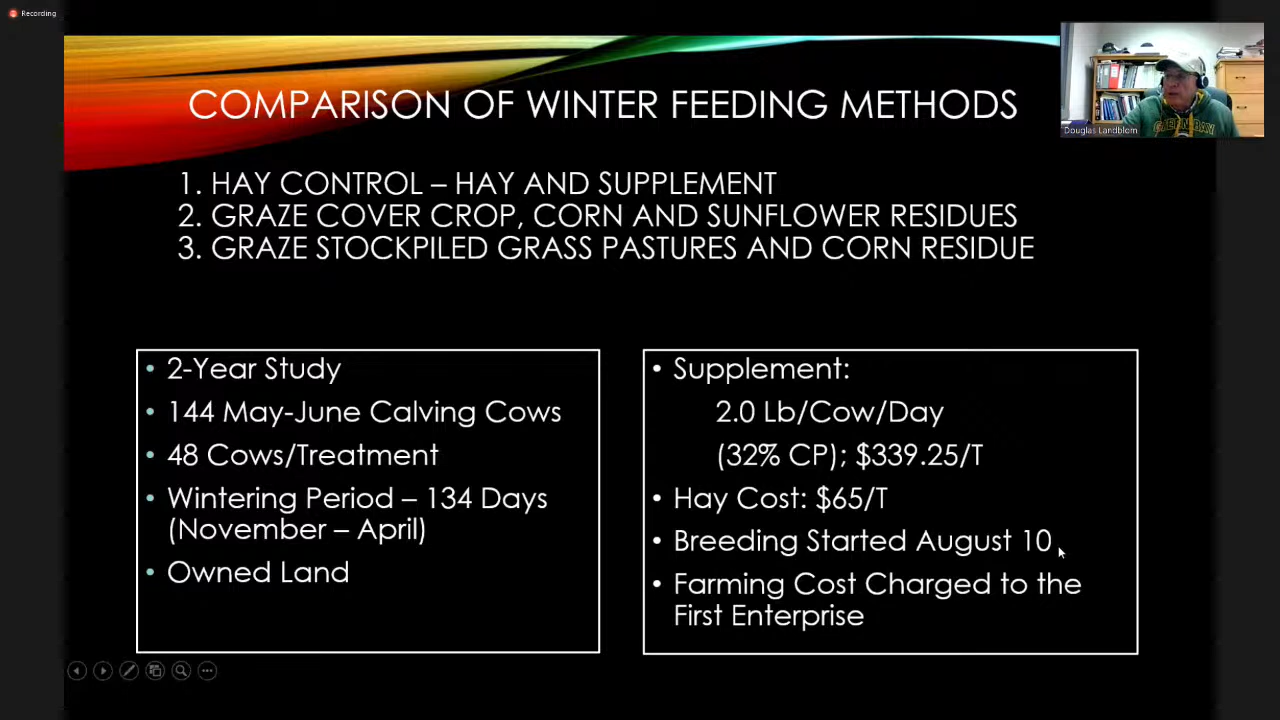 Recording
COMPARISON OF WINTER FEEDING METHODS
Douglas Landblom
1. HAY CONTROL – HAY AND SUPPLEMENT
2. GRAZE COVER CROP, CORN AND SUNFLOWER RESIDUES
3. GRAZE STOCKPILED GRASS PASTURES AND CORN RESIDUE
• 2-Year Study
• 144 May-June Calving Cows
• 48 Cows/Treatment
• Wintering Period – 134 Days
(November – April)
• Owned Land
• Supplement:
2.0 Lb/Cow/Day
(32% CP); $339.25/T
• Hay Cost: $65/T
• Breeding Started August 10
• Farming Cost Charged to the
First Enterprise